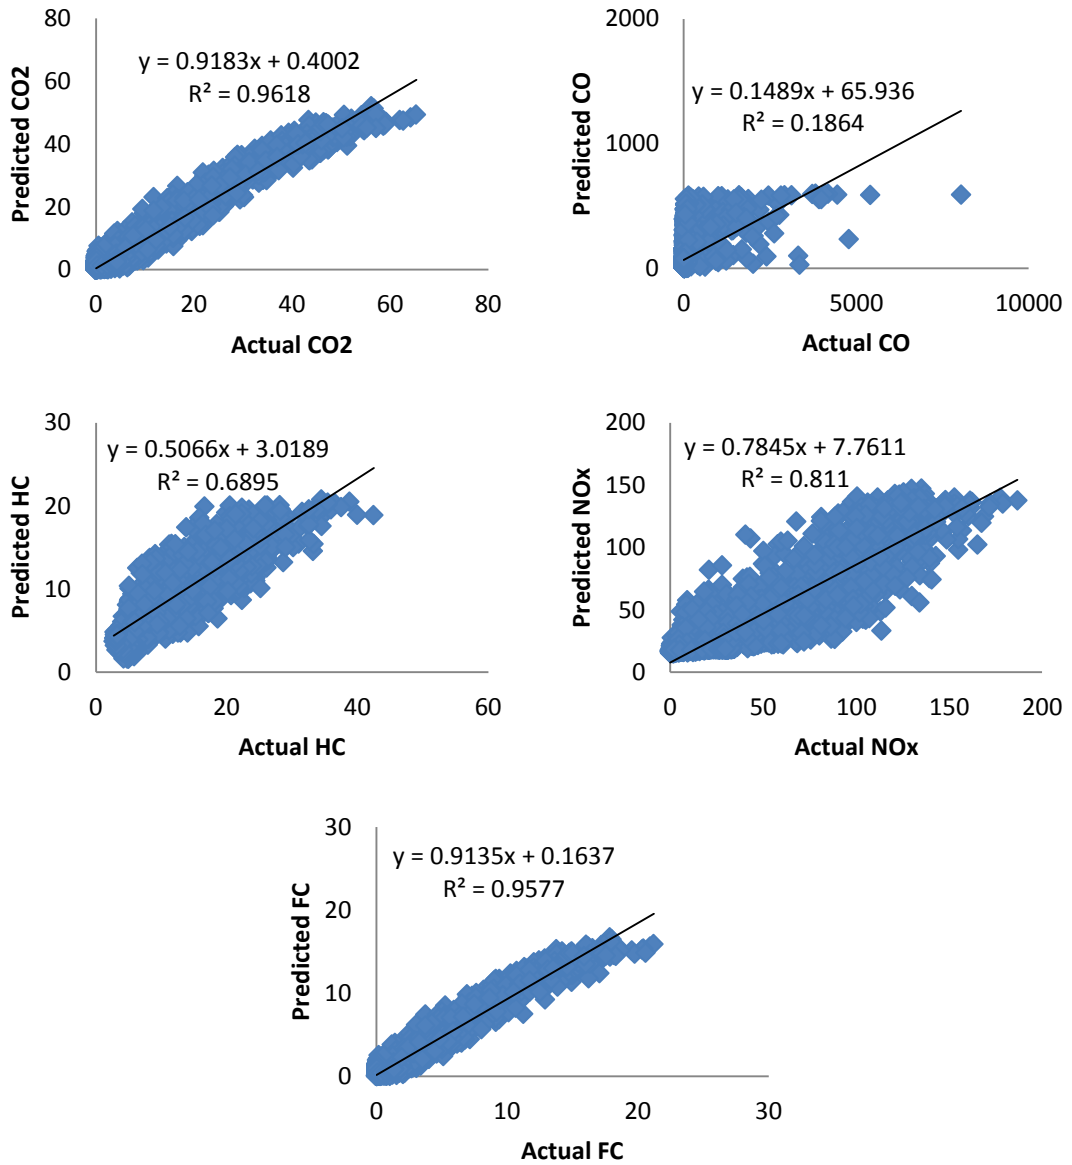 80
60
40
20
0
Predicted CO2
y = 0.9183x + 0.4002
R² = 0.9618
0 20 40 60 80
Actual CO2
2000
1000
0
Predicted CO
y = 0.1489x + 65.936
R² = 0.1864
0 5000 10000
Actual CO
30
20
10
0
Predicted HC
y = 0.5066x + 3.0189
R² = 0.6895
0 20 40 60
Actual HC
200
150
100
50
0
Predicted NOx
y = 0.7845x + 7.7611
R² = 0.811
0 50 100 150 200
Actual NOx
30
20
10
0
Predicted FC
y = 0.9135x + 0.1637
R² = 0.9577
0 10 20 30
Actual FC